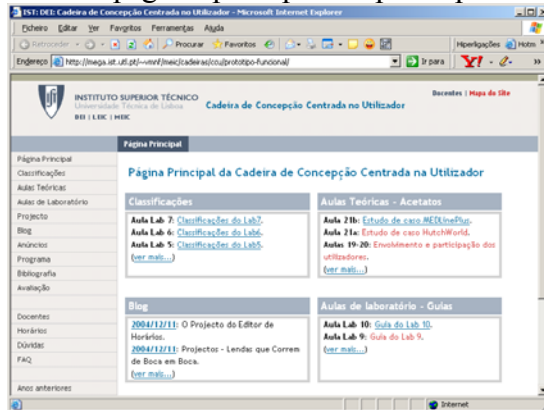 IST: DEI: Cadeira de Concepção Centrada no Utilizador - Microsoft Internet Explorer
Ficheiro Editar Ver Favoritos Ferramentas Ajuda
Retroceder Procurar Favoritos Hiperligações Hotm
Endereço http://mega.ist.utl.pt/~vmnf/meic/cadeiras/ccu/prototipo-funcional/ Ir para
INSTITUTO SUPERIOR TÉCNICO
Universidade Técnica de Lisboa
DEI | LEIC | MEIC
Cadeira de Concepção Centrada no Utilizador
Docentes | Mapa do Site
Página Principal
Página Principal
Classificações
Aulas Teóricas
Aulas de Laboratório
Projecto
Blog
Anúncios
Programa
Bibliografia
Avaliação
Docentes
Horários
Dúvidas
FAQ
Anos anteriores
Página Principal da Cadeira de Concepção Centrada na Utilizador
Classificações
Aula Lab 7: Classificações do Lab7.
Aula Lab 6: Classificações do Lab6.
Aula Lab 5: Classificações do Lab5.
(ver mais...)
Aulas Teóricas - Acetatos
Aula 21b: Estudo de caso MEDLinePlus.
Aula 21a: Estudo de caso HutchWorld.
Aulas 19-20: Envolvimento e participação dos
utilizadores.
(ver mais...)
Blog
2004/12/11: O Projecto do Editor de
Horários.
2004/12/11: Projectos - Lendas que Correm
de Boca em Boca.
(ver mais...)
Aulas de laboratório - Guias
Aula Lab 10: Guia do Lab 10.
Aula Lab 9: Guia do Lab 9.
(ver mais...)
Internet